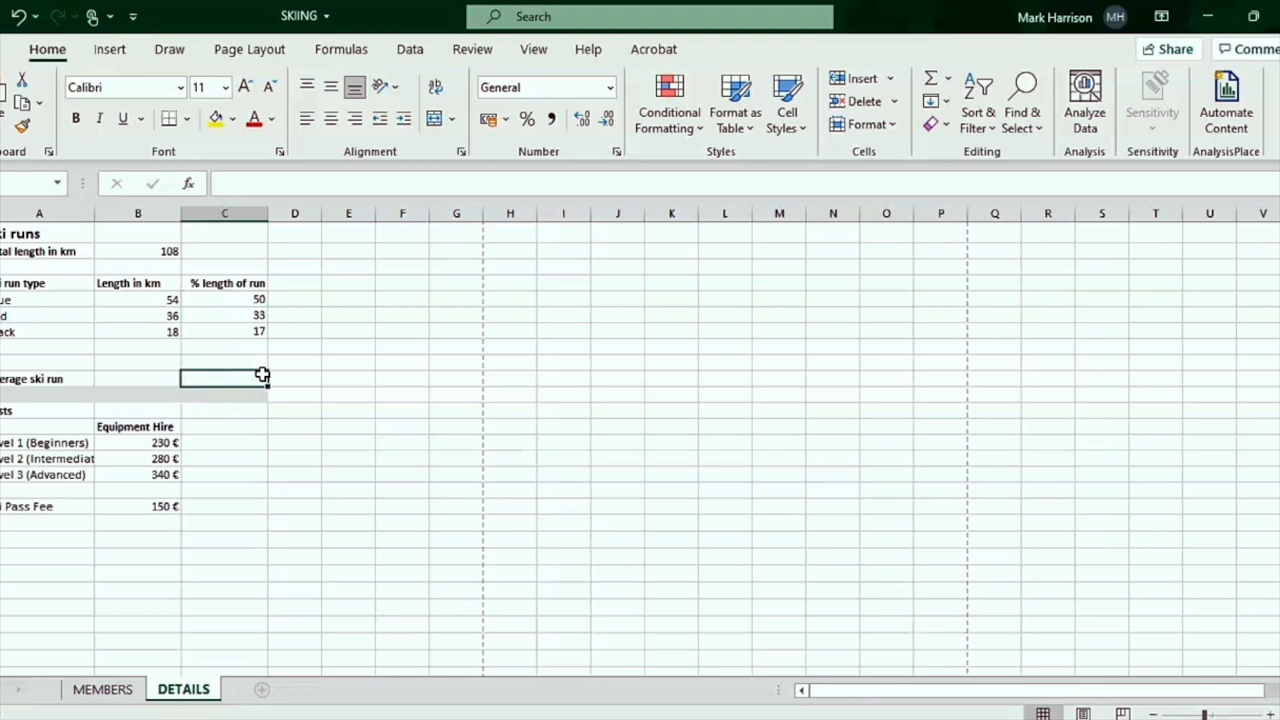 SKIING
Search
Mark Harrison MH
Home Insert Draw Page Layout Formulas Data Review View Help Acrobat Share Comme
Calibri 11 General
B I U
Conditional Formatting
Format as Table
Cell Styles
Insert
Delete
Format
Sort & Filter
Find & Select
Analyze Data
Sensitivity
Automate Content
oard Font Alignment Number Styles Cells Editing Analysis Sensitivity AnalysisPlace
fx
A B C D E F G H I J K L M N O P Q R S T U V
ki runs
tal length in km 108
i run type Length in km % length of run
ue 54 50
d 36 33
ack 18 17
erage ski run
sts
Equipment Hire
vel 1 (Beginners) 230 €
vel 2 (Intermediat 280 €
vel 3 (Advanced) 340 €
i Pass Fee 150 €
MEMBERS DETAILS